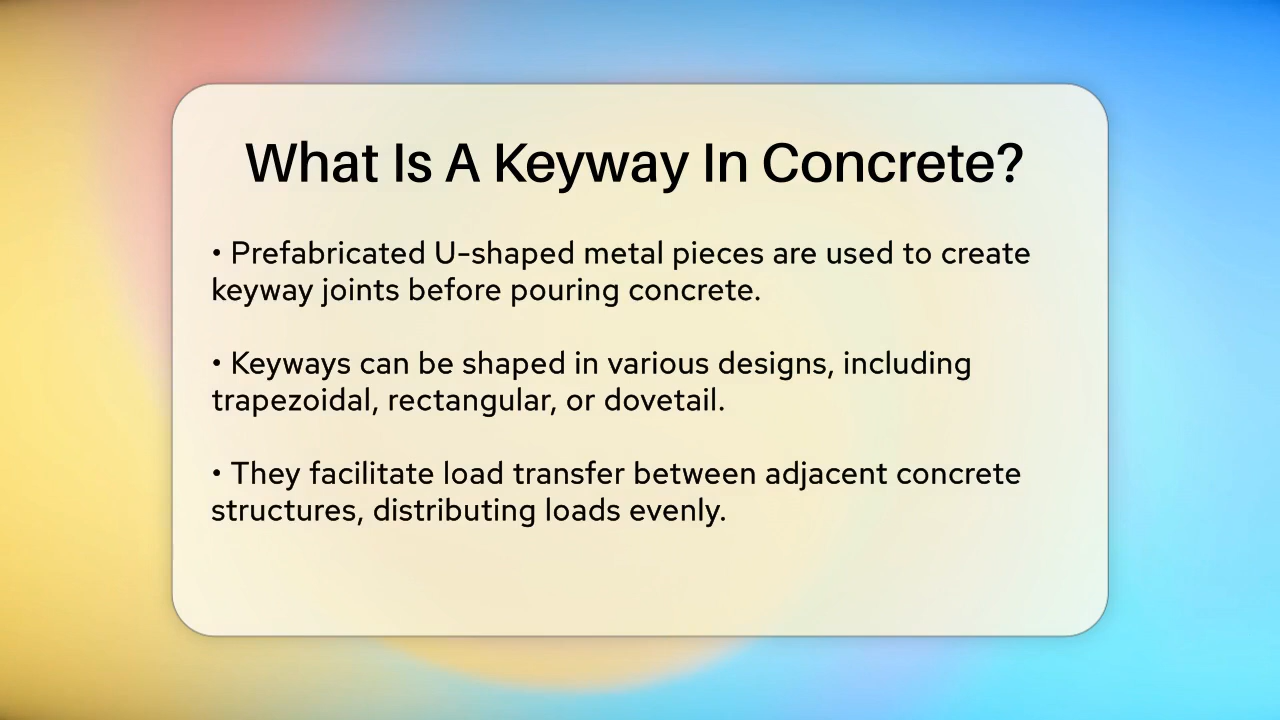 What Is A Keyway In Concrete?
• Prefabricated U-shaped metal pieces are used to create
keyway joints before pouring concrete.
• Keyways can be shaped in various designs, including
trapezoidal, rectangular, or dovetail.
• They facilitate load transfer between adjacent concrete
structures, distributing loads evenly.